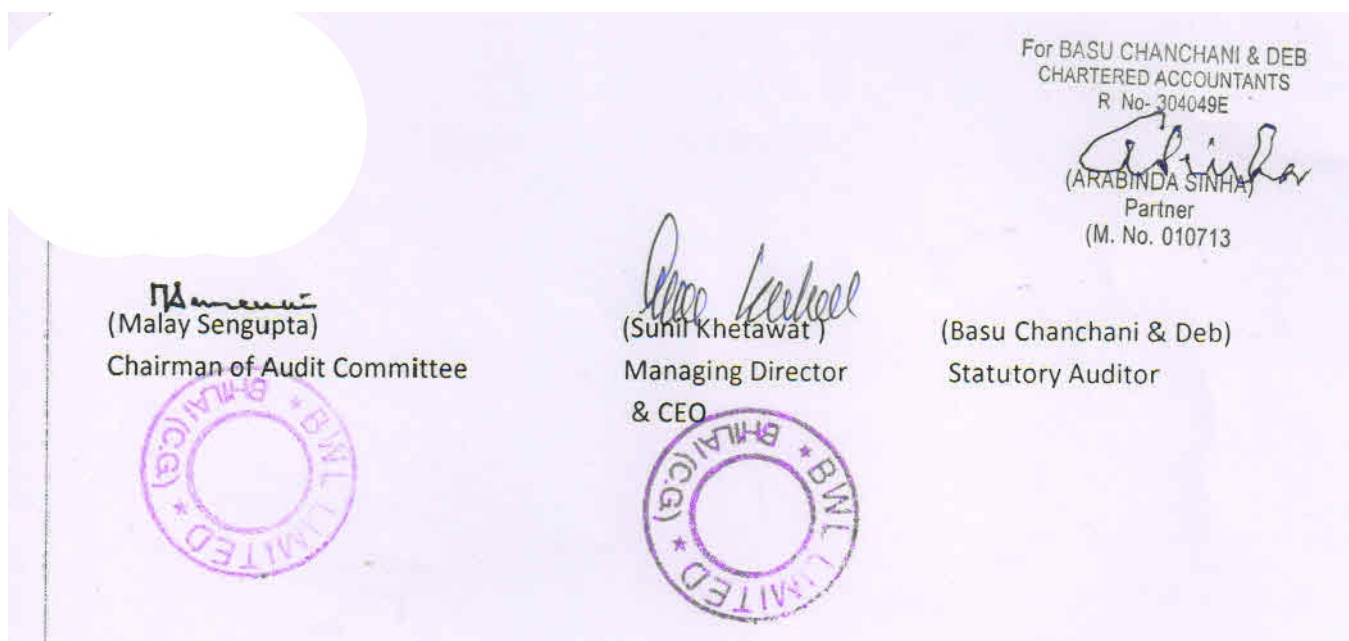 For BASU CHANCHANI & DEB
CHARTERED ACCOUNTANTS
R No- 304049E
(ARABINDA SINHA)
Partner
(M. No. 010713
(Malay Sengupta)
Chairman of Audit Committee
(Sunil Khetawat )
Managing Director
& CEO
(Basu Chanchani & Deb)
Statutory Auditor
BWL LIMITED * BHILAI (C.G) *
BWL LIMITED * BHILAI (C.G) *